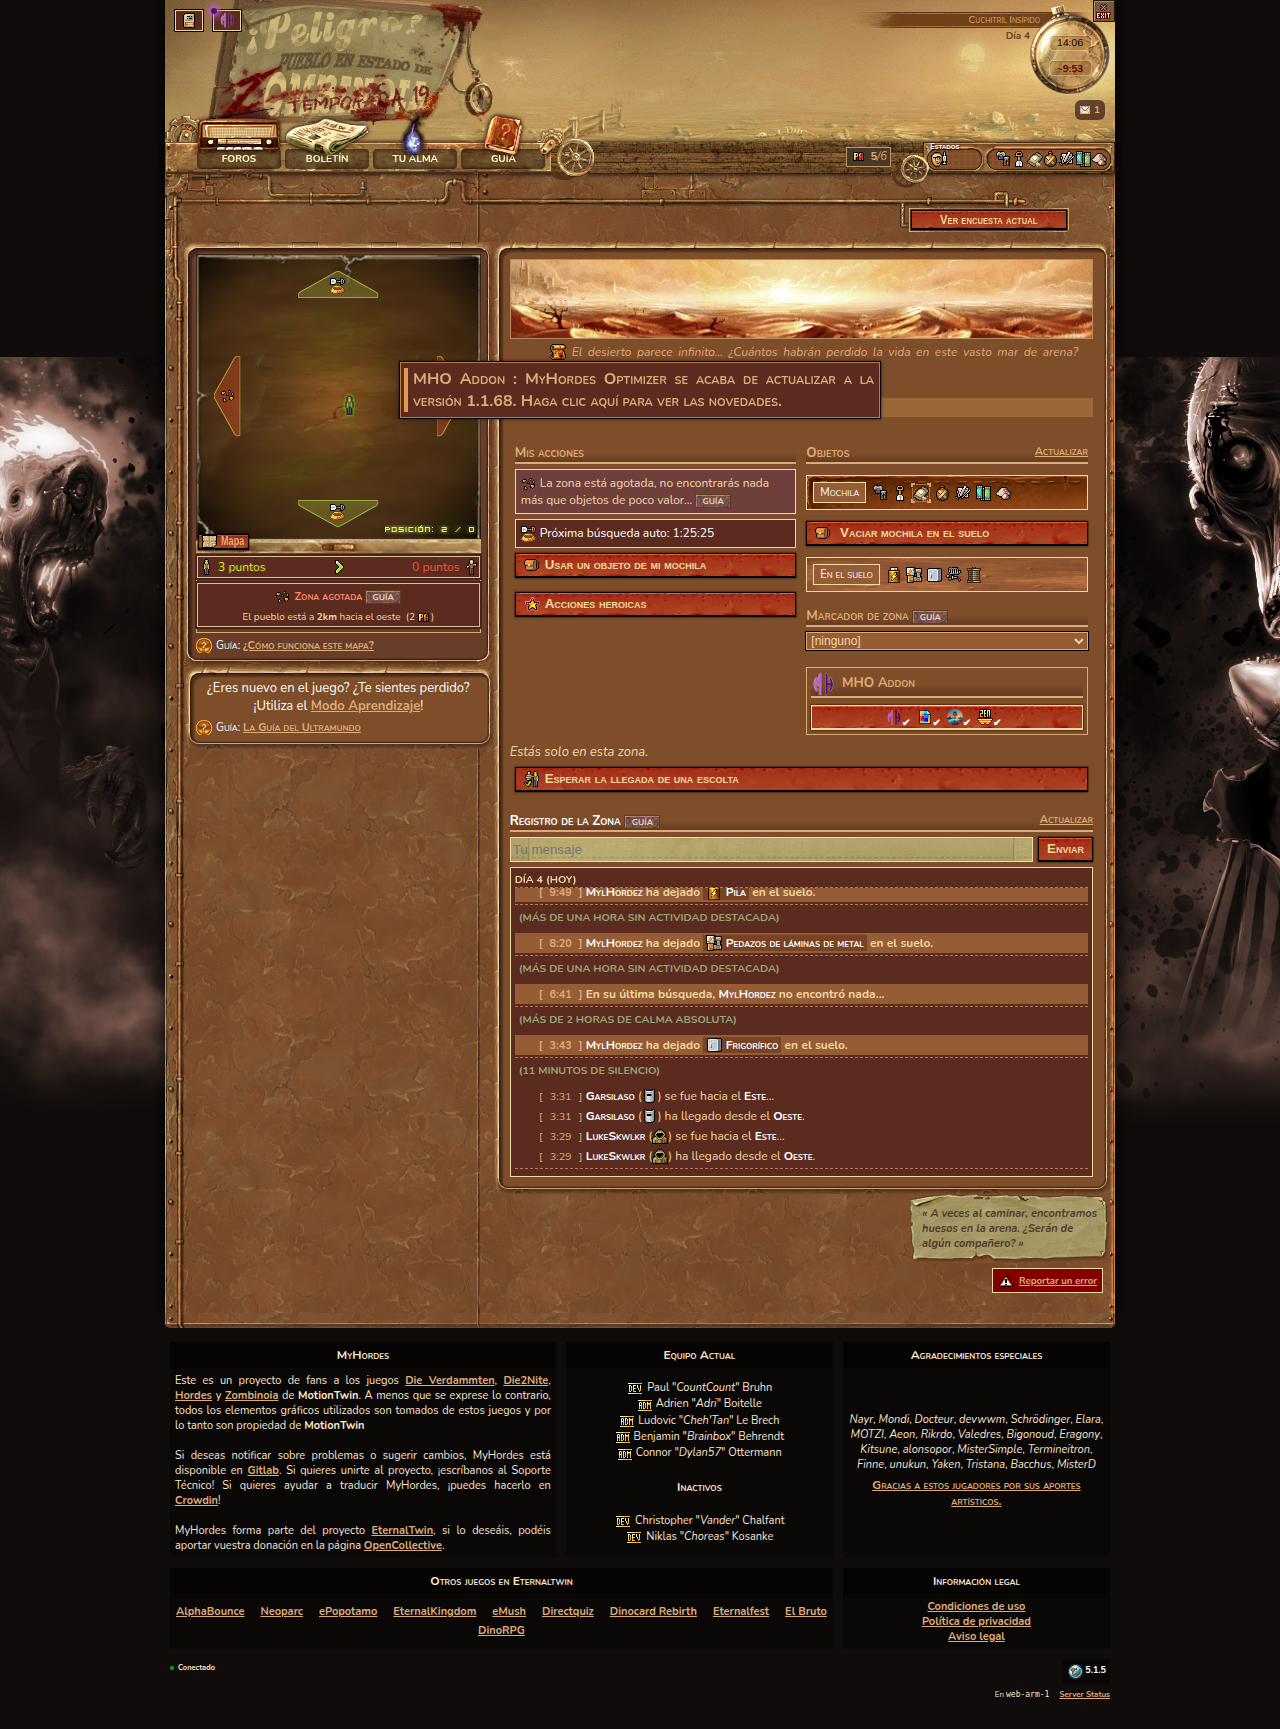 ¡Peligro!
PUEBLO EN ESTADO DE
ZOMBINOIA
TEMPORADA 19
Cuchitril Insípido
EXIT
Día 4
14:06
~9:53
1
FOROS
BOLETÍN
TU ALMA
GUÍA
PA 5/6
Estados
Ver encuesta actual
El desierto parece infinito... ¿Cuántos habrán perdido la vida en este vasto mar de arena?
MHO Addon : MyHordes Optimizer se acaba de actualizar a la
versión 1.1.68. Haga clic aquí para ver las novedades.
POSICIÓN: 2 / 0
Mapa
3 puntos
0 puntos
Zona agotada GUÍA
El pueblo está a 2km hacia el oeste (2 PA)
Guía: ¿Cómo funciona este mapa?
¿Eres nuevo en el juego? ¿Te sientes perdido?
¡Utiliza el Modo Aprendizaje!
Guía: La Guía del Ultramundo
Mis acciones
La zona está agotada, no encontrarás nada
más que objetos de poco valor... GUÍA
Próxima búsqueda auto: 1:25:25
Usar un objeto de mi mochila
Acciones heroicas
Objetos
Actualizar
Mochila
Vaciar mochila en el suelo
En el suelo
Marcador de zona GUÍA
[ninguno]
MHO Addon
Estás solo en esta zona.
Esperar la llegada de una escolta
Registro de la Zona GUÍA
Actualizar
Tu mensaje
Enviar
DÍA 4 (HOY)
[ 9:49 ] MylHordez ha dejado Pila en el suelo.
(MÁS DE UNA HORA SIN ACTIVIDAD DESTACADA)
[ 8:20 ] MylHordez ha dejado Pedazos de láminas de metal en el suelo.
(MÁS DE UNA HORA SIN ACTIVIDAD DESTACADA)
[ 6:41 ] En su última búsqueda, MylHordez no encontró nada...
(MÁS DE 2 HORAS DE CALMA ABSOLUTA)
[ 3:43 ] MylHordez ha dejado Frigorífico en el suelo.
(11 MINUTOS DE SILENCIO)
[ 3:31 ] Garsilaso ( ) se fue hacia el Este...
[ 3:31 ] Garsilaso ( ) ha llegado desde el Oeste.
[ 3:29 ] LukeSkwlkr ( ) se fue hacia el Este...
[ 3:29 ] LukeSkwlkr ( ) ha llegado desde el Oeste.
« A veces al caminar, encontramos
huesos en la arena. ¿Serán de
algún compañero? »
Reportar un error
MyHordes
Este es un proyecto de fans a los juegos Die Verdammten, Die2Nite,
Hordes y Zombinoia de MotionTwin. A menos que se exprese lo contrario,
todos los elementos gráficos utilizados son tomados de estos juegos y por
lo tanto son propiedad de MotionTwin
Si deseas notificar sobre problemas o sugerir cambios, MyHordes está
disponible en Gitlab. Si quieres unirte al proyecto, ¡escríbanos al Soporte
Técnico! Si quieres ayudar a traducir MyHordes, ¡puedes hacerlo en
Crowdin!
MyHordes forma parte del proyecto EternalTwin, si lo deseáis, podéis
aportar vuestra donación en la página OpenCollective.
Equipo Actual
DEV Paul "CountCount" Bruhn
ADM Adrien "Adri" Boitelle
ADM Ludovic "Cheh'Tan" Le Brech
ADM Benjamin "Brainbox" Behrendt
ADM Connor "Dylan57" Ottermann
Inactivos
DEV Christopher "Vander" Chalfant
DEV Niklas "Choreas" Kosanke
Agradecimientos especiales
Nayr, Mondi, Docteur, devwwm, Schrödinger, Elara,
MOTZI, Aeon, Rikrdo, Valedres, Bigonoud, Eragony,
Kitsune, alonsopor, MisterSimple, Termineitron,
Finne, unukun, Yaken, Tristana, Bacchus, MisterD
Gracias a estos jugadores por sus aportes
artísticos.
Otros juegos en Eternaltwin
AlphaBounce Neoparc ePopotamo EternalKingdom eMush Directquiz Dinocard Rebirth Eternalfest El Bruto
DinoRPG
Información legal
Condiciones de uso
Política de privacidad
Aviso legal
Conectado
5.1.5
En web-arm-1 Server Status